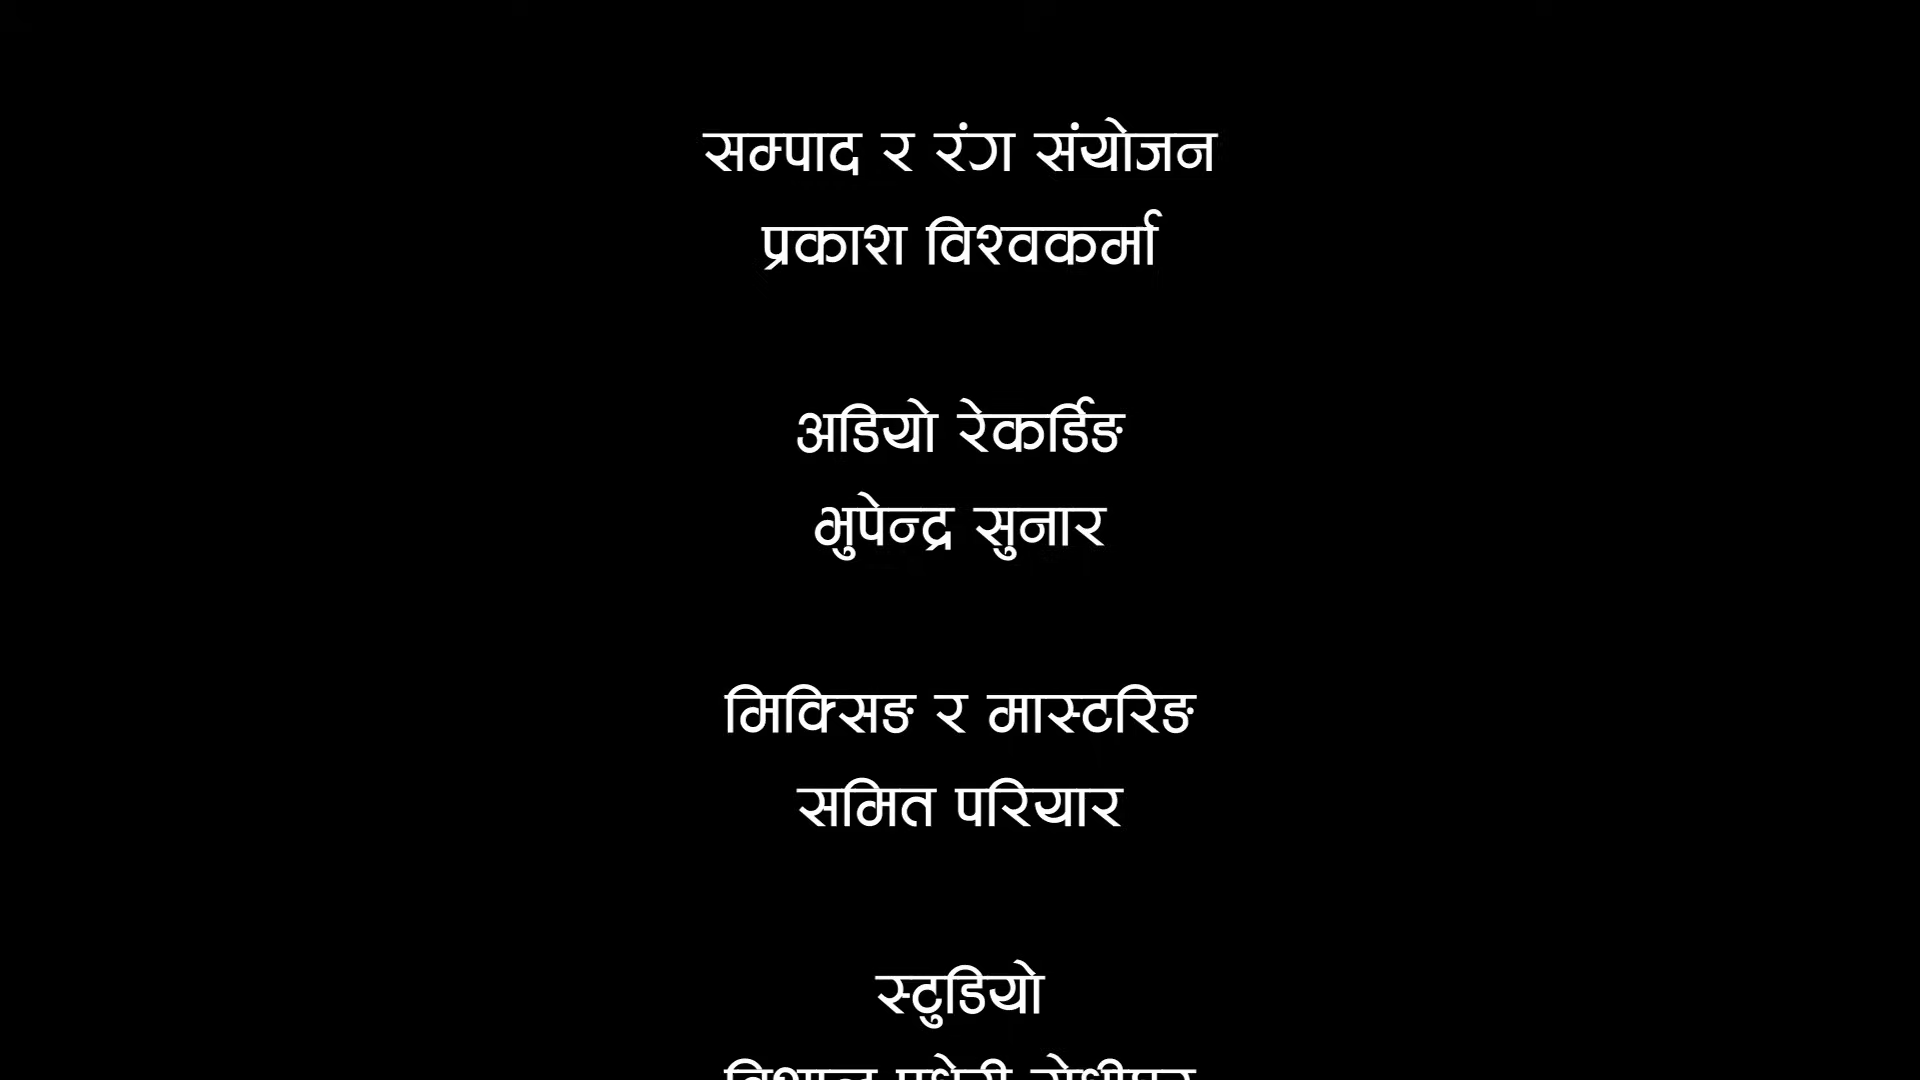 सम्पाद र रंग संयोजन
प्रकाश विश्वकर्मा
अडियो रेकर्डिङ
भुपेन्द्र सुनार
मिक्सिङ र मास्टरिङ
समित परियार
स्टुडियो